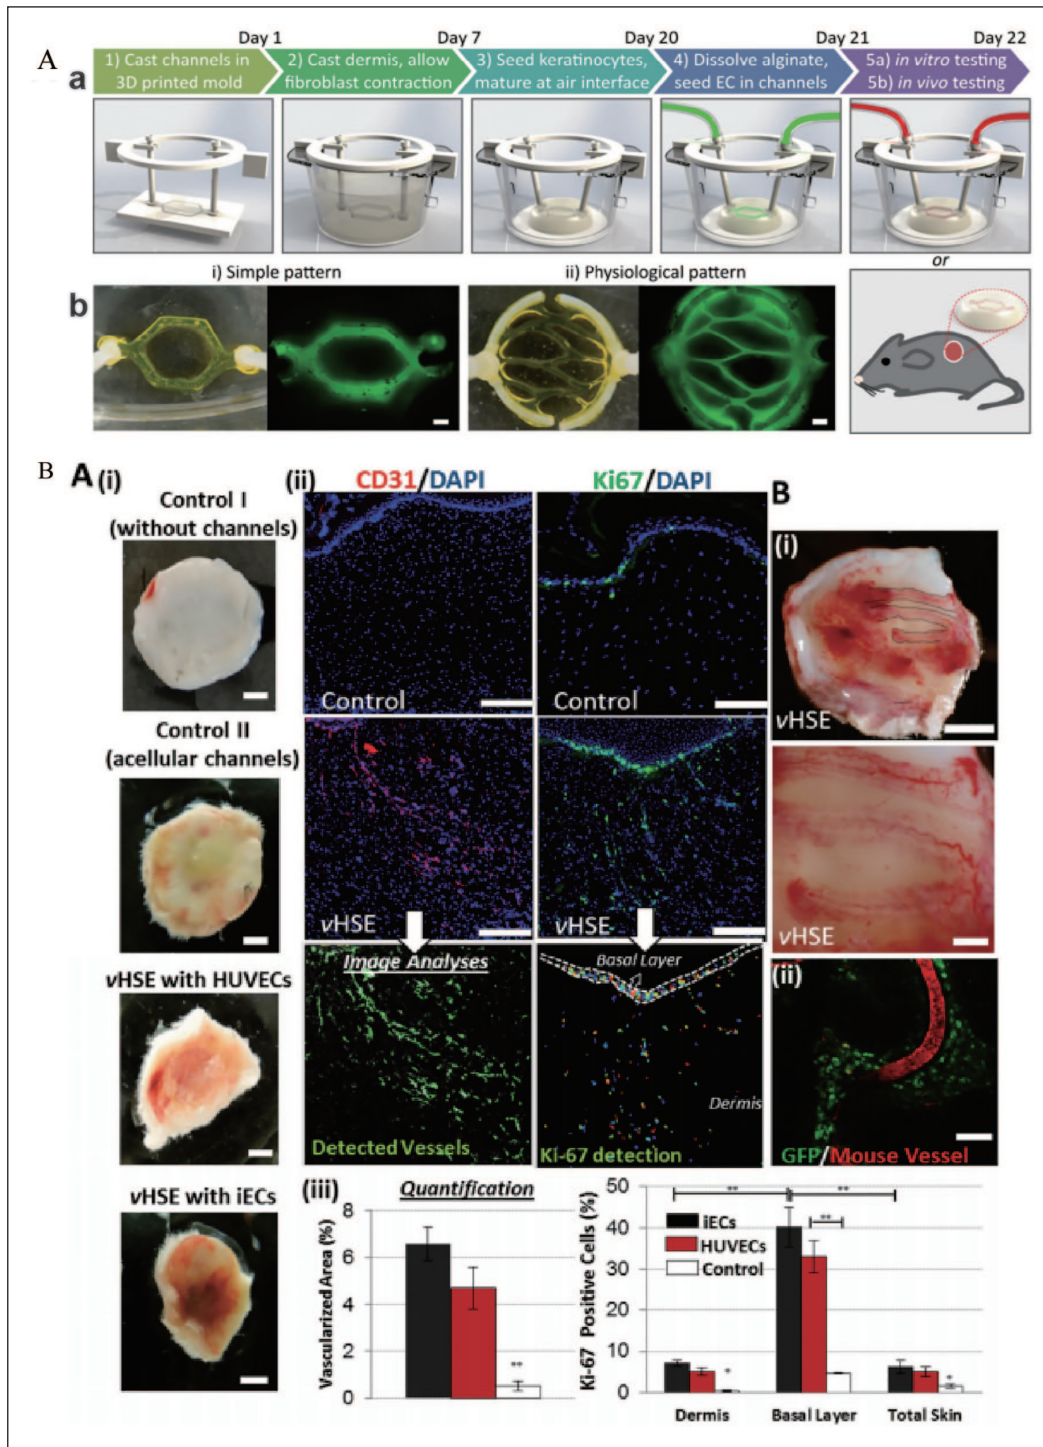 A
Day 1
Day 7
Day 20
Day 21
Day 22
a
1) Cast channels in
3D printed mold
2) Cast dermis, allow
fibroblast contraction
3) Seed keratinocytes,
mature at air interface
4) Dissolve alginate,
seed EC in channels
5a) in vitro testing
5b) in vivo testing
or
b
i) Simple pattern
ii) Physiological pattern
B
A
(i)
Control I
(without channels)
Control II
(acellular channels)
vHSE with HUVECs
vHSE with iECs
(ii)
CD31/DAPI
Ki67/DAPI
Control
Control
vHSE
vHSE
Image Analyses
Basal Layer
Dermis
Detected Vessels
Ki-67 detection
B
(i)
vHSE
vHSE
(ii)
GFP/Mouse Vessel
(iii)
Quantification
Vascularized Area (%)
8
6
4
2
0
**
Ki-67 Positive Cells (%)
50
40
30
20
10
0
iECs
HUVECs
Control
**
**
**
*
*
Dermis
Basal Layer
Total Skin